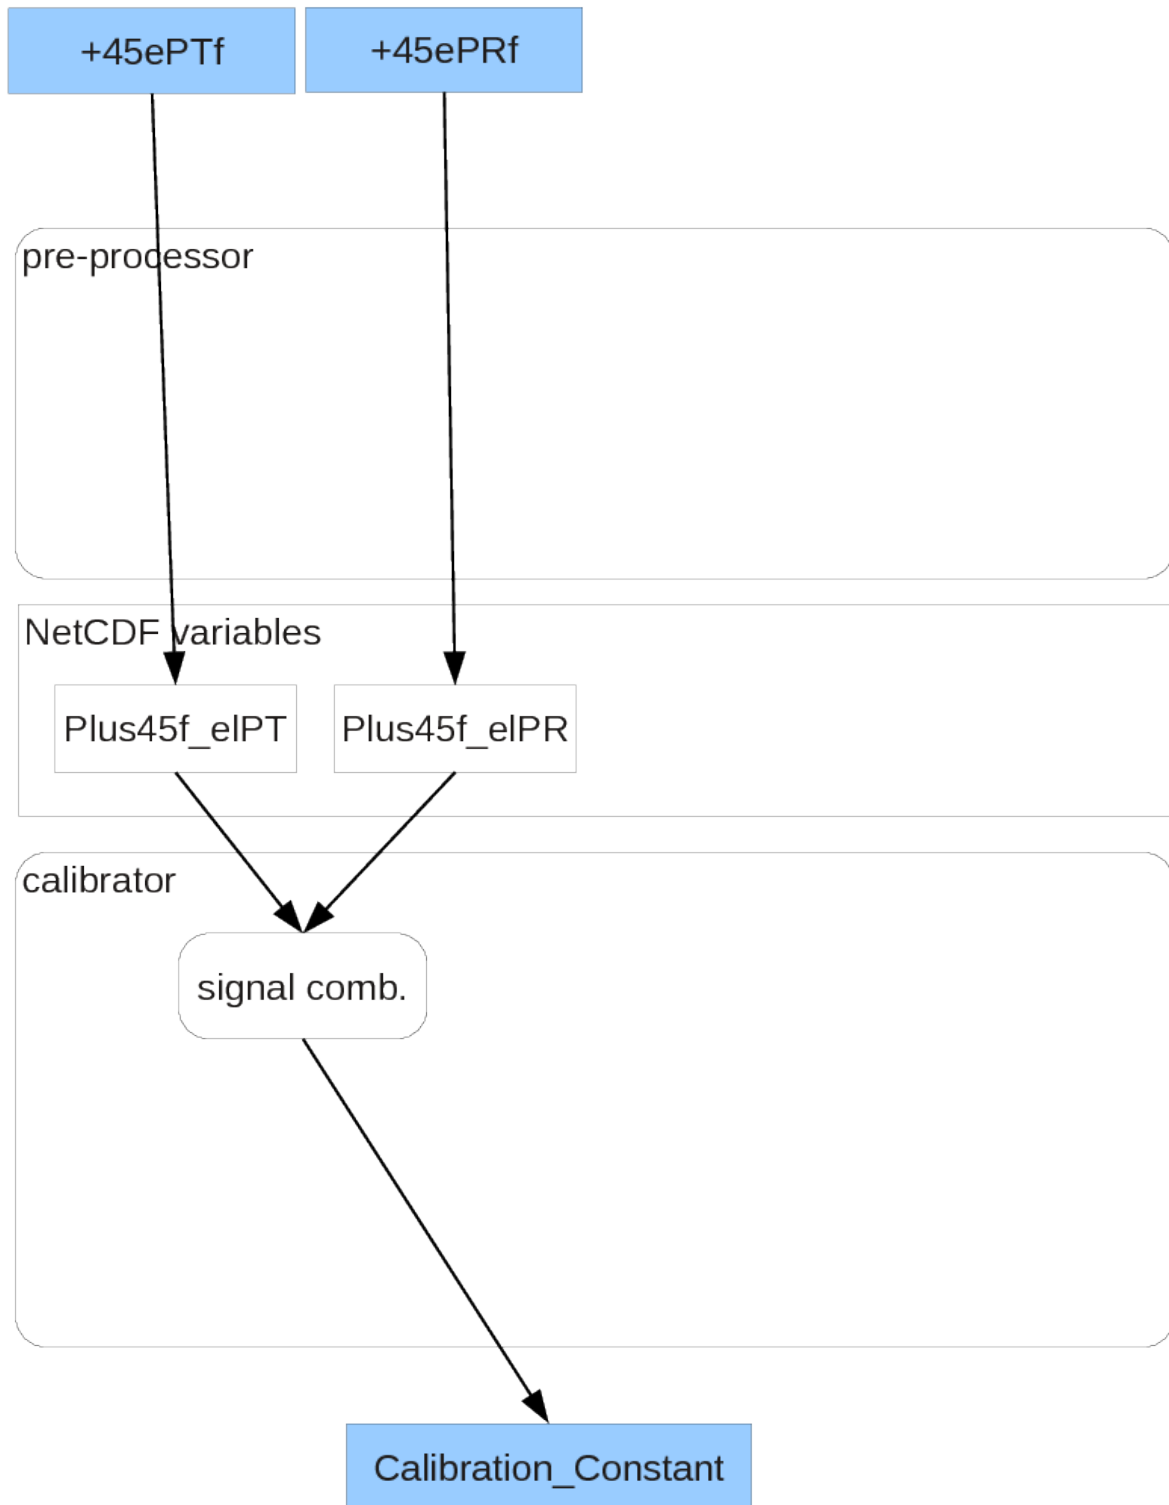 +45ePTf
+45ePRf
pre-processor
NetCDF variables
Plus45f_elPT
Plus45f_elPR
calibrator
signal comb.
Calibration_Constant